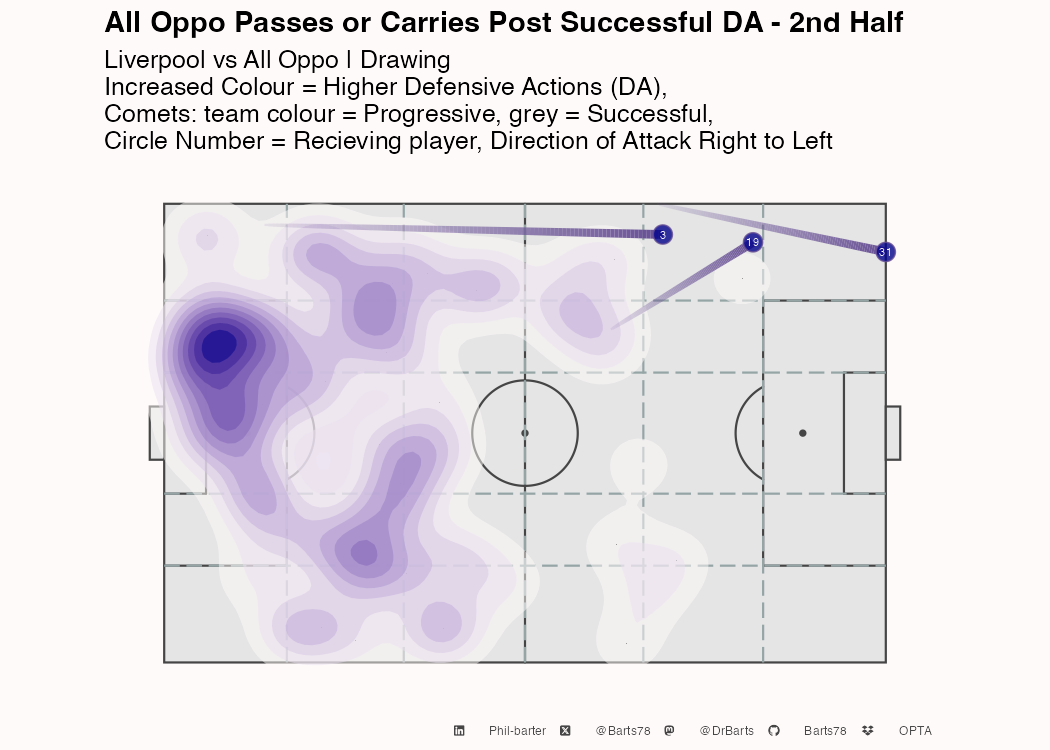 All Oppo Passes or Carries Post Successful DA - 2nd Half
Liverpool vs All Oppo | Drawing
Increased Colour = Higher Defensive Actions (DA),
Comets: team colour = Progressive, grey = Successful,
Circle Number = Recieving player, Direction of Attack Right to Left
3
19
31
Phil-barter @Barts78 @DrBarts Barts78 OPTA